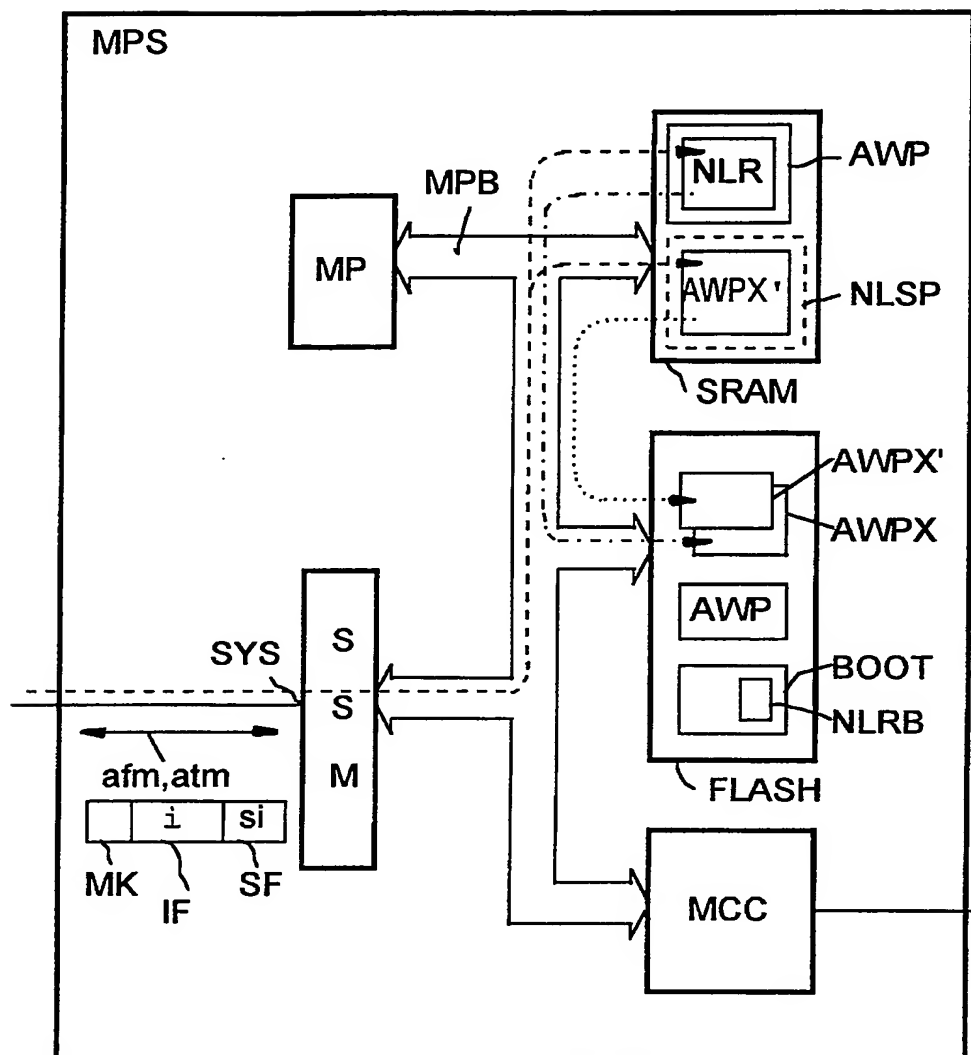 MPS
NLR
AWP
MPB
MP
AWPX'
NLSP
SRAM
AWPX'
AWPX
AWP
BOOT
NLRB
FLASH
SYS
S
S
M
afm,atm
i
si
MK
IF
SF
MCC